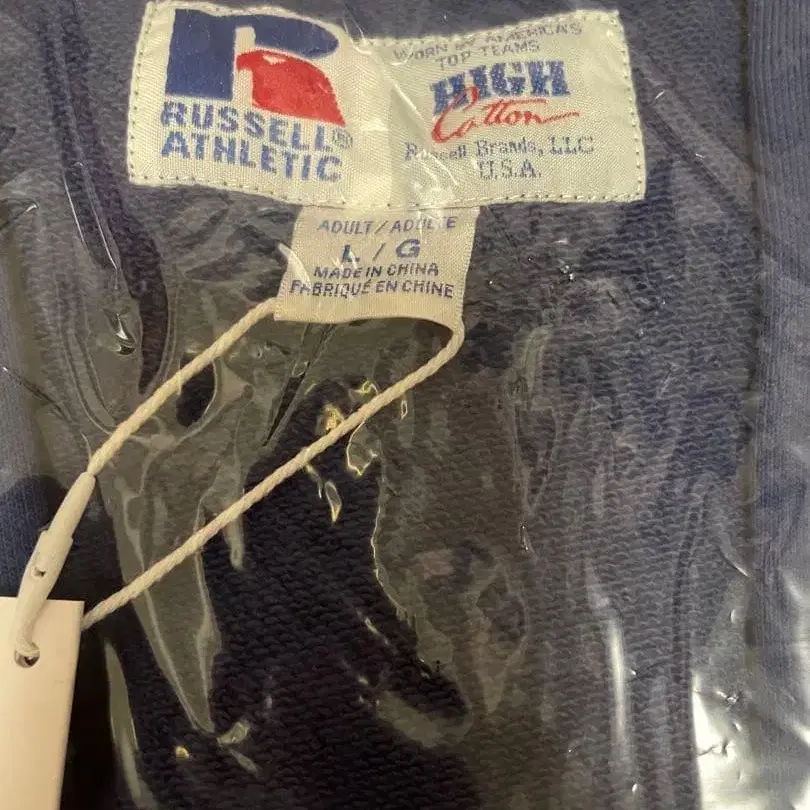 RUSSELL®
ATHLETIC
WORN BY AMERICA'S
TOP TEAMS
HIGH
Cotton
Russell Brands, LLC
U.S.A.
ADULT/ADULTE
L / G
MADE IN CHINA
FABRIQUÉ EN CHINE